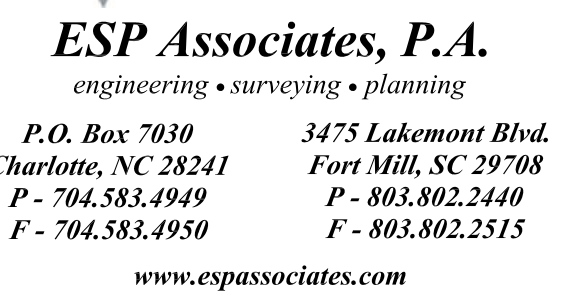 ESP Associates, P.A.
engineering • surveying • planning
P.O. Box 7030
Charlotte, NC 28241
P - 704.583.4949
F - 704.583.4950
3475 Lakemont Blvd.
Fort Mill, SC 29708
P - 803.802.2440
F - 803.802.2515
www.espassociates.com